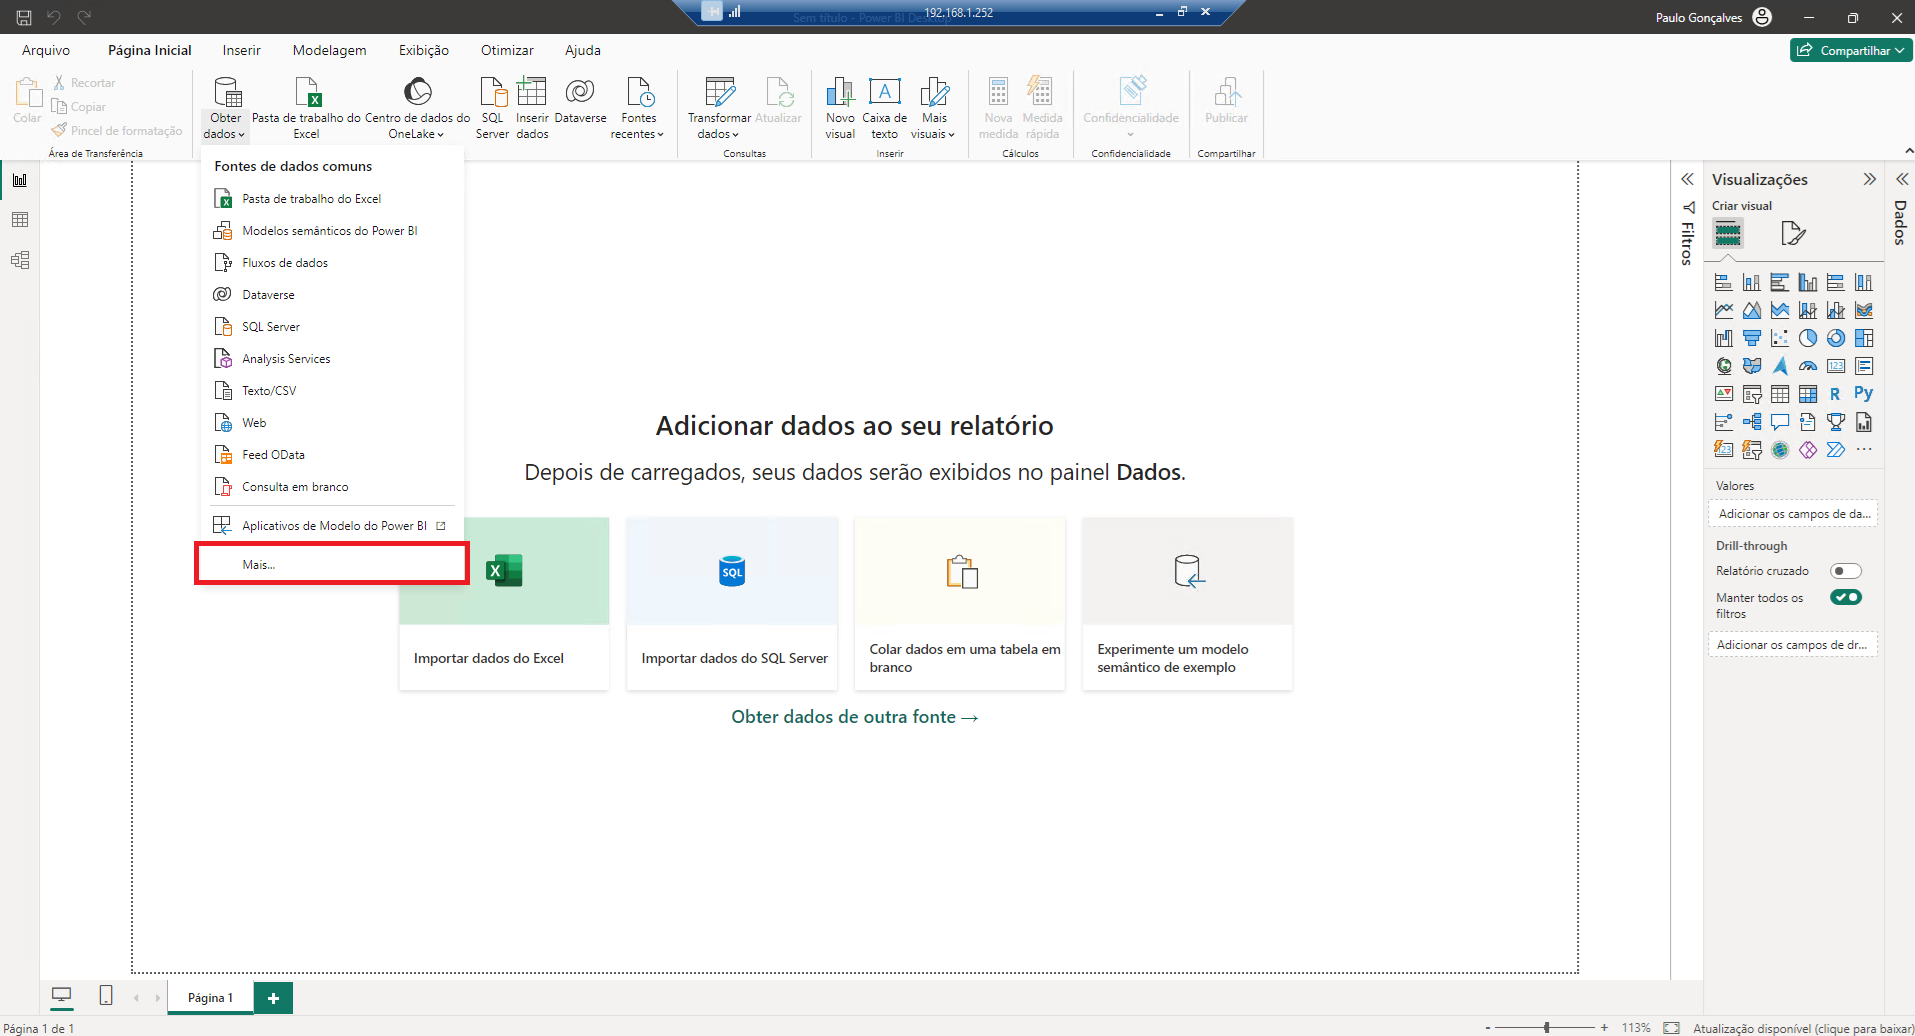 Sem título - Power BI Desktop
192.168.1.252
Paulo Gonçalves
Arquivo
Página Inicial
Inserir
Modelagem
Exibição
Otimizar
Ajuda
Compartilhar
Colar
Recortar
Copiar
Pincel de formatação
Área de Transferência
Obter
dados
Pasta de trabalho do
Excel
Centro de dados do
OneLake
SQL
Server
Inserir
dados
Dataverse
Fontes
recentes
Transformar
dados
Atualizar
Consultas
Novo
visual
Caixa de
texto
Mais
visuais
Inserir
Nova
medida
Medida
rápida
Cálculos
Confidencialidade
Confidencialidade
Publicar
Compartilhar
Fontes de dados comuns
Pasta de trabalho do Excel
Modelos semânticos do Power BI
Fluxos de dados
Dataverse
SQL Server
Analysis Services
Texto/CSV
Web
Feed OData
Consulta em branco
Aplicativos de Modelo do Power BI
Mais...
Adicionar dados ao seu relatório
Depois de carregados, seus dados serão exibidos no painel Dados.
SQL
Importar dados do Excel
Importar dados do SQL Server
Colar dados em uma tabela em
branco
Experimente um modelo
semântico de exemplo
Obter dados de outra fonte →
Filtros
Visualizações
Criar visual
123
R
Py
123
Valores
Adicionar os campos de da...
Drill-through
Relatório cruzado
Manter todos os
filtros
Adicionar os campos de dr...
Dados
Página 1
Página 1 de 1
- + 113%
Atualização disponível (clique para baixar)